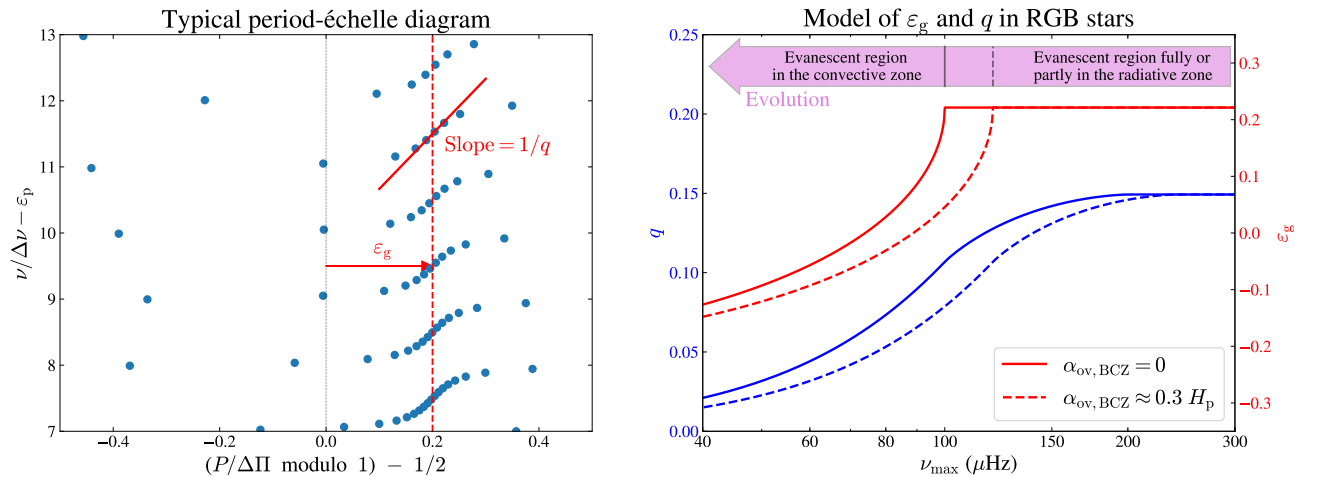 Typical period-échelle diagram
13
12
11
10
9
8
7
ν/Δν − εp
Slope = 1/q
εg
−0.4
−0.2
0.0
0.2
0.4
(P/ΔΠ modulo 1) − 1/2
Model of εg and q in RGB stars
0.25
0.20
0.15
0.10
0.05
0.00
q
Evanescent region
in the convective zone
Evanescent region fully or
partly in the radiative zone
Evolution
αov, BCZ = 0
αov, BCZ ≈ 0.3 Hp
0.3
0.2
0.1
0.0
−0.1
−0.2
−0.3
εg
40
60
80
100
150
200
300
νmax (μHz)